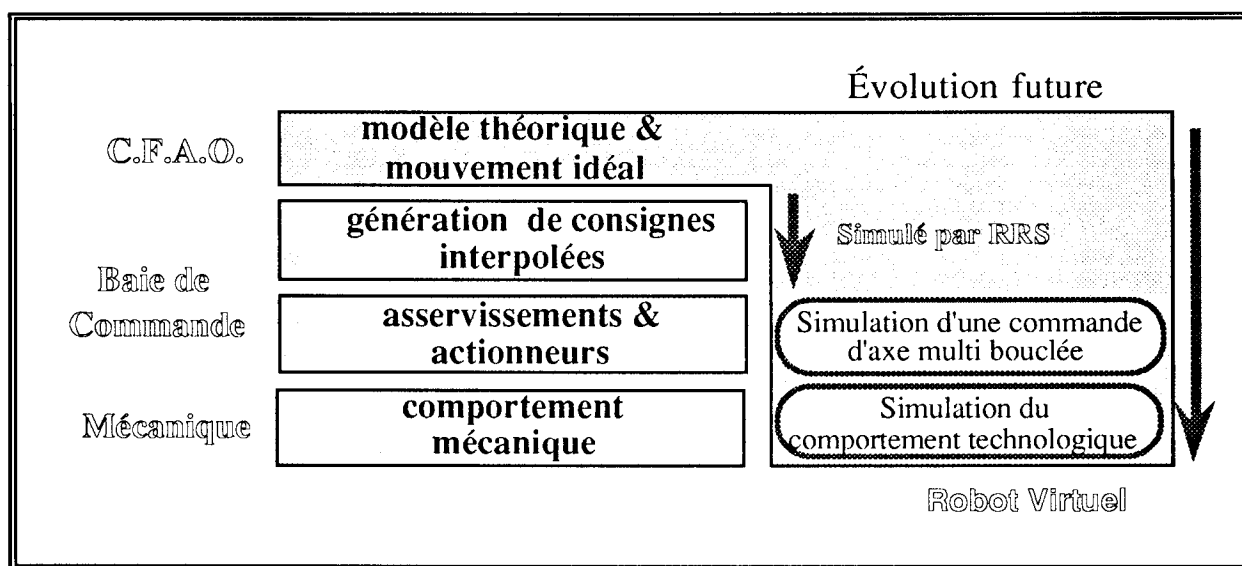 Évolution future
C.F.A.O.
modèle théorique &
mouvement idéal
génération de consignes
interpolées
Simulé par RRS
Baie de
Commande
asservissements &
actionneurs
Simulation d'une commande
d'axe multi bouclée
Mécanique
comportement
mécanique
Simulation du
comportement technologique
Robot Virtuel